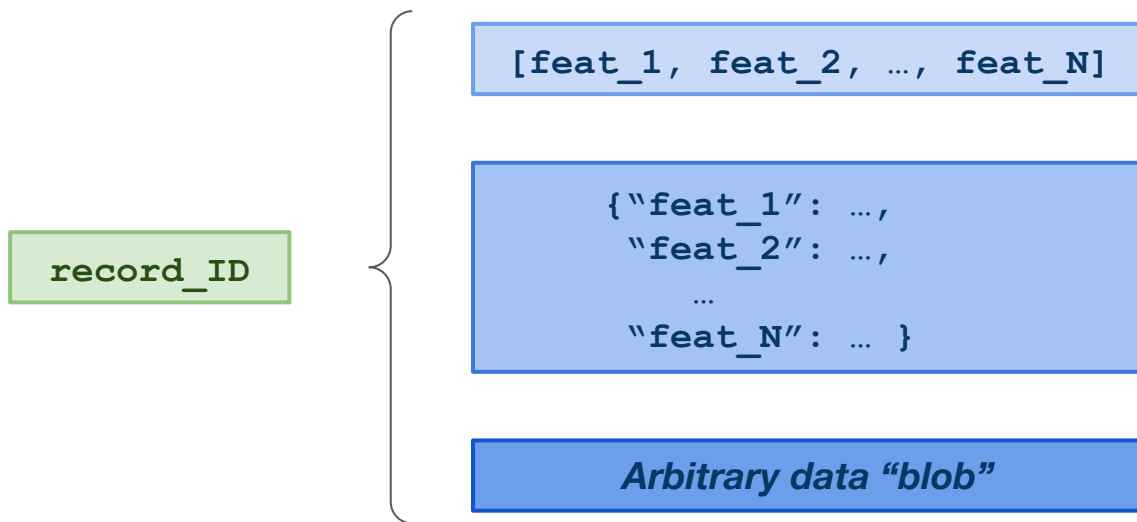 [feat_1, feat_2, …, feat_N]
{“feat_1”: …,
“feat_2”: …,
…
“feat_N”: … }
record_ID
Arbitrary data “blob”